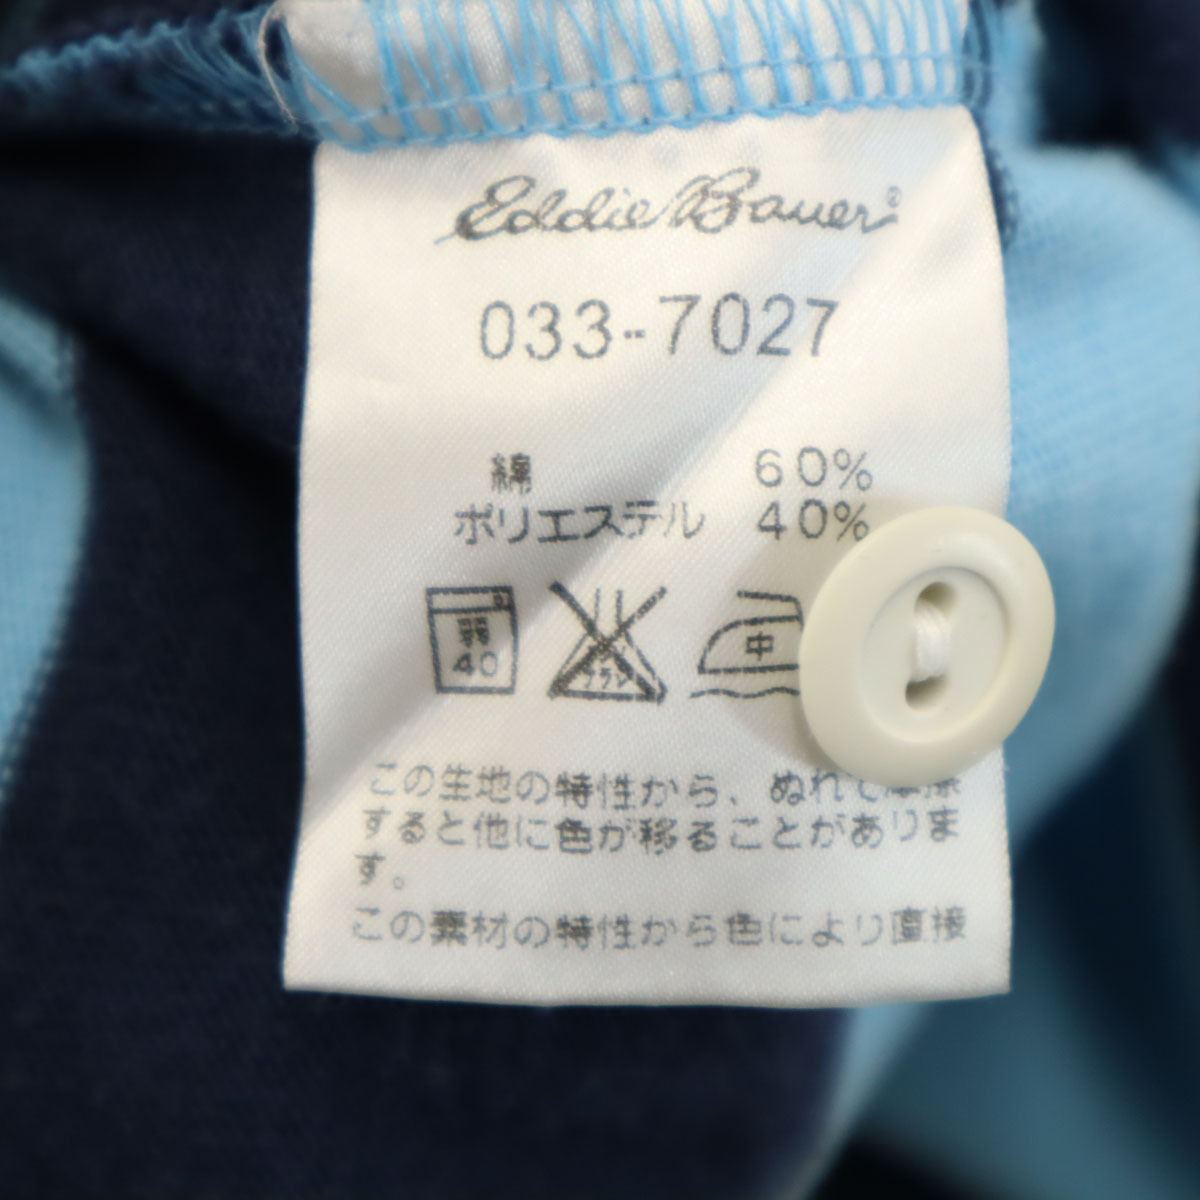 Eddie Bauer®
033-7027
綿 60%
ポリエステル 40%
弱
40
中
この生地の特性から、ぬれて摩擦
すると他に色が移ることがありま
す。
この素材の特性から色により直接